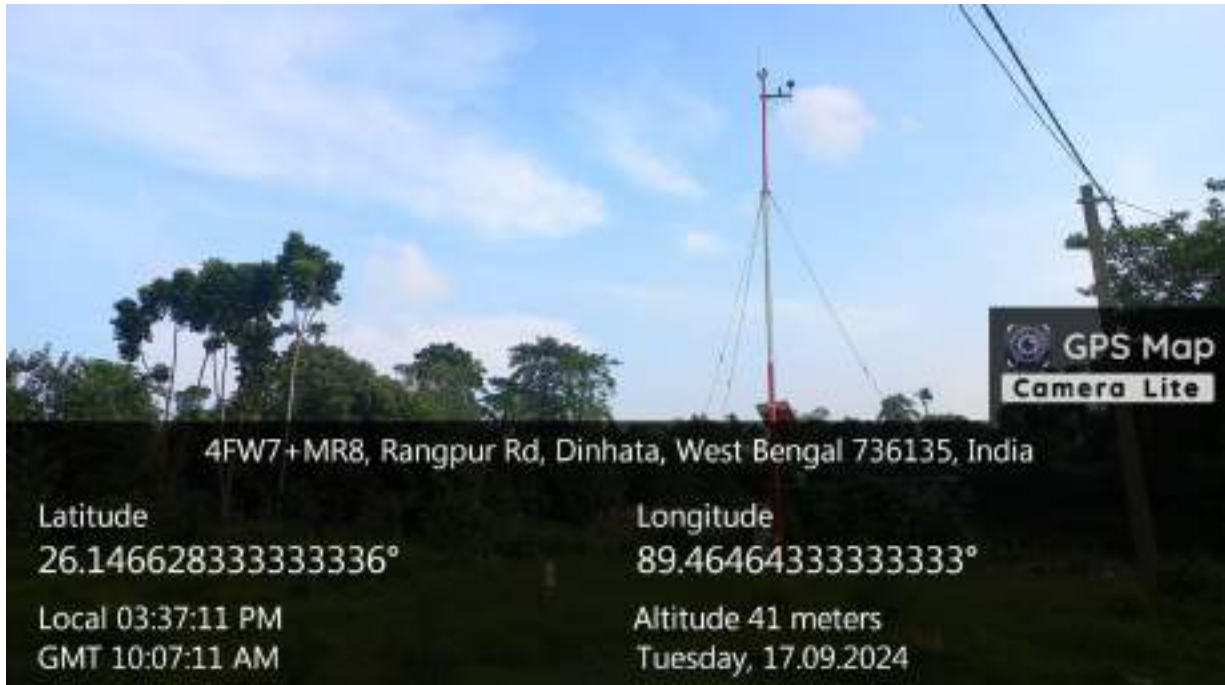 GPS Map
Camera Lite
4FW7+MR8, Rangpur Rd, Dinhata, West Bengal 736135, India
Latitude
26.146628333333336°
Longitude
89.46464333333333°
Local 03:37:11 PM
GMT 10:07:11 AM
Altitude 41 meters
Tuesday, 17.09.2024